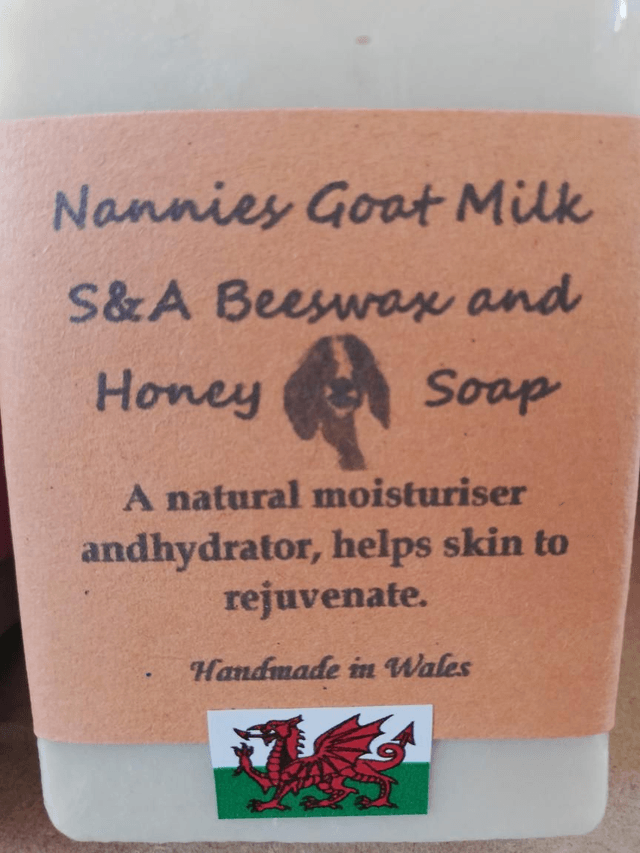 Nannies Goat Milk
S&A Beeswax and
Honey Soap
A natural moisturiser
andhydrator, helps skin to
rejuvenate.
Handmade in Wales